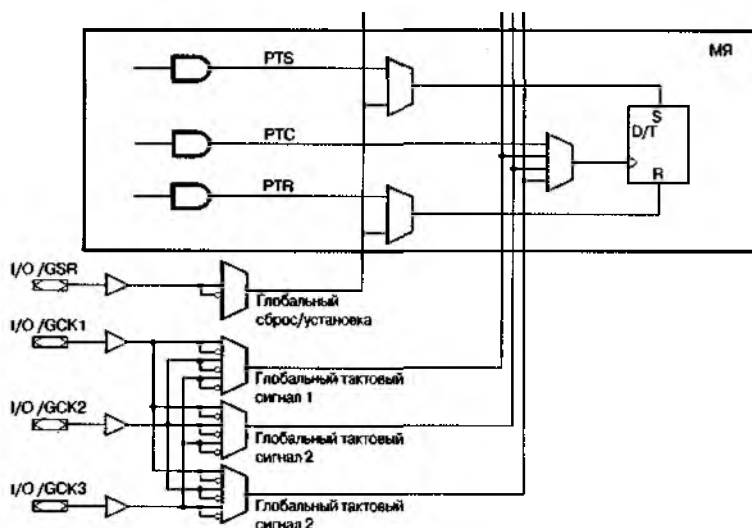 МЯ
PTS
S
D/T
PTC
PTR
R
I/O /GSR
Глобальный
сброс/установка
I/O /GCK1
Глобальный тактовый
сигнал 1
I/O /GCK2
Глобальный тактовый
сигнал 2
I/O /GCK3
Глобальный тактовый
сигнал 2